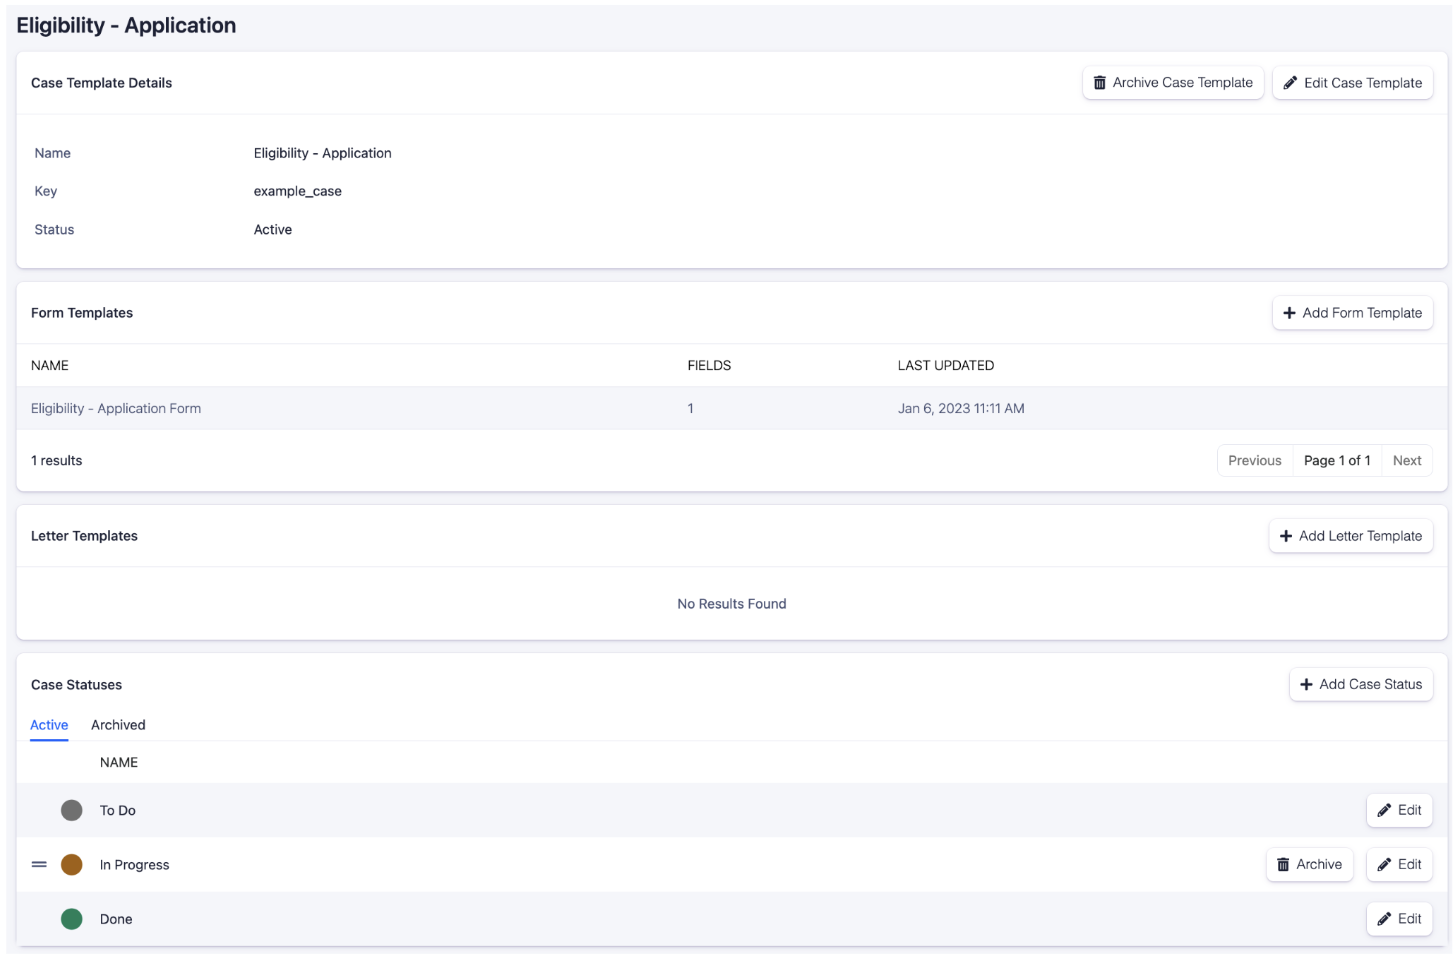 Eligibility - Application
Case Template Details
Archive Case Template
Edit Case Template
Name
Eligibility - Application
Key
example_case
Status
Active
Form Templates
Add Form Template
NAME
FIELDS
LAST UPDATED
Eligibility - Application Form
1
Jan 6, 2023 11:11 AM
1 results
Previous
Page 1 of 1
Next
Letter Templates
Add Letter Template
No Results Found
Case Statuses
Add Case Status
Active
Archived
NAME
To Do
Edit
In Progress
Archive
Edit
Done
Edit